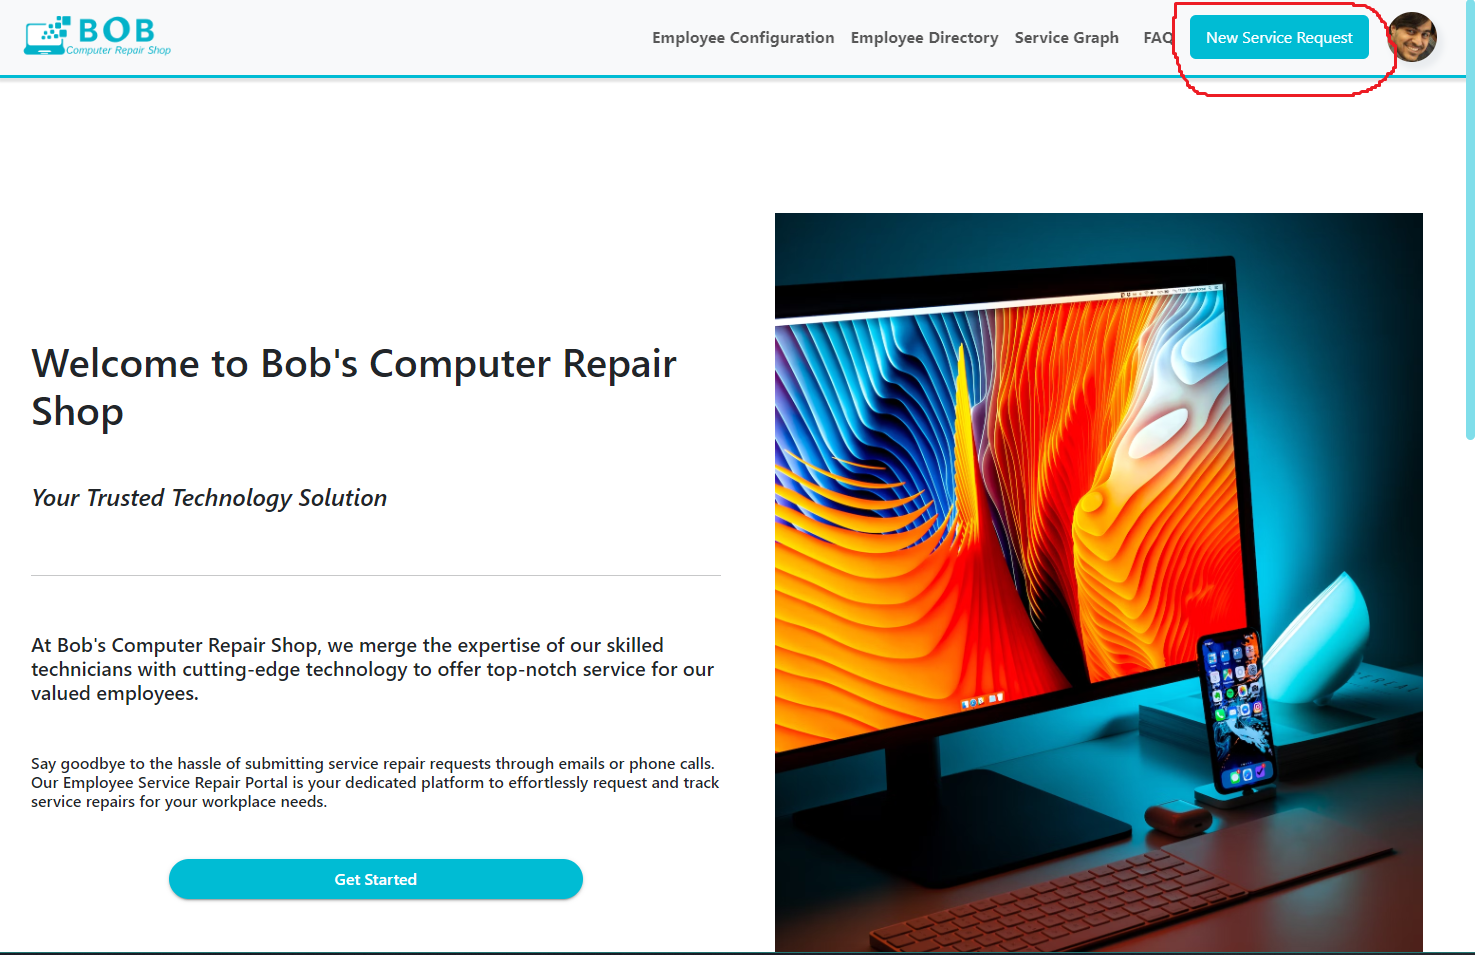 BOB
Computer Repair Shop
Employee Configuration
Employee Directory
Service Graph
FAQ
New Service Request
Welcome to Bob's Computer Repair
Shop
Your Trusted Technology Solution
At Bob's Computer Repair Shop, we merge the expertise of our skilled
technicians with cutting-edge technology to offer top-notch service for our
valued employees.
Say goodbye to the hassle of submitting service repair requests through emails or phone calls.
Our Employee Service Repair Portal is your dedicated platform to effortlessly request and track
service repairs for your workplace needs.
Get Started